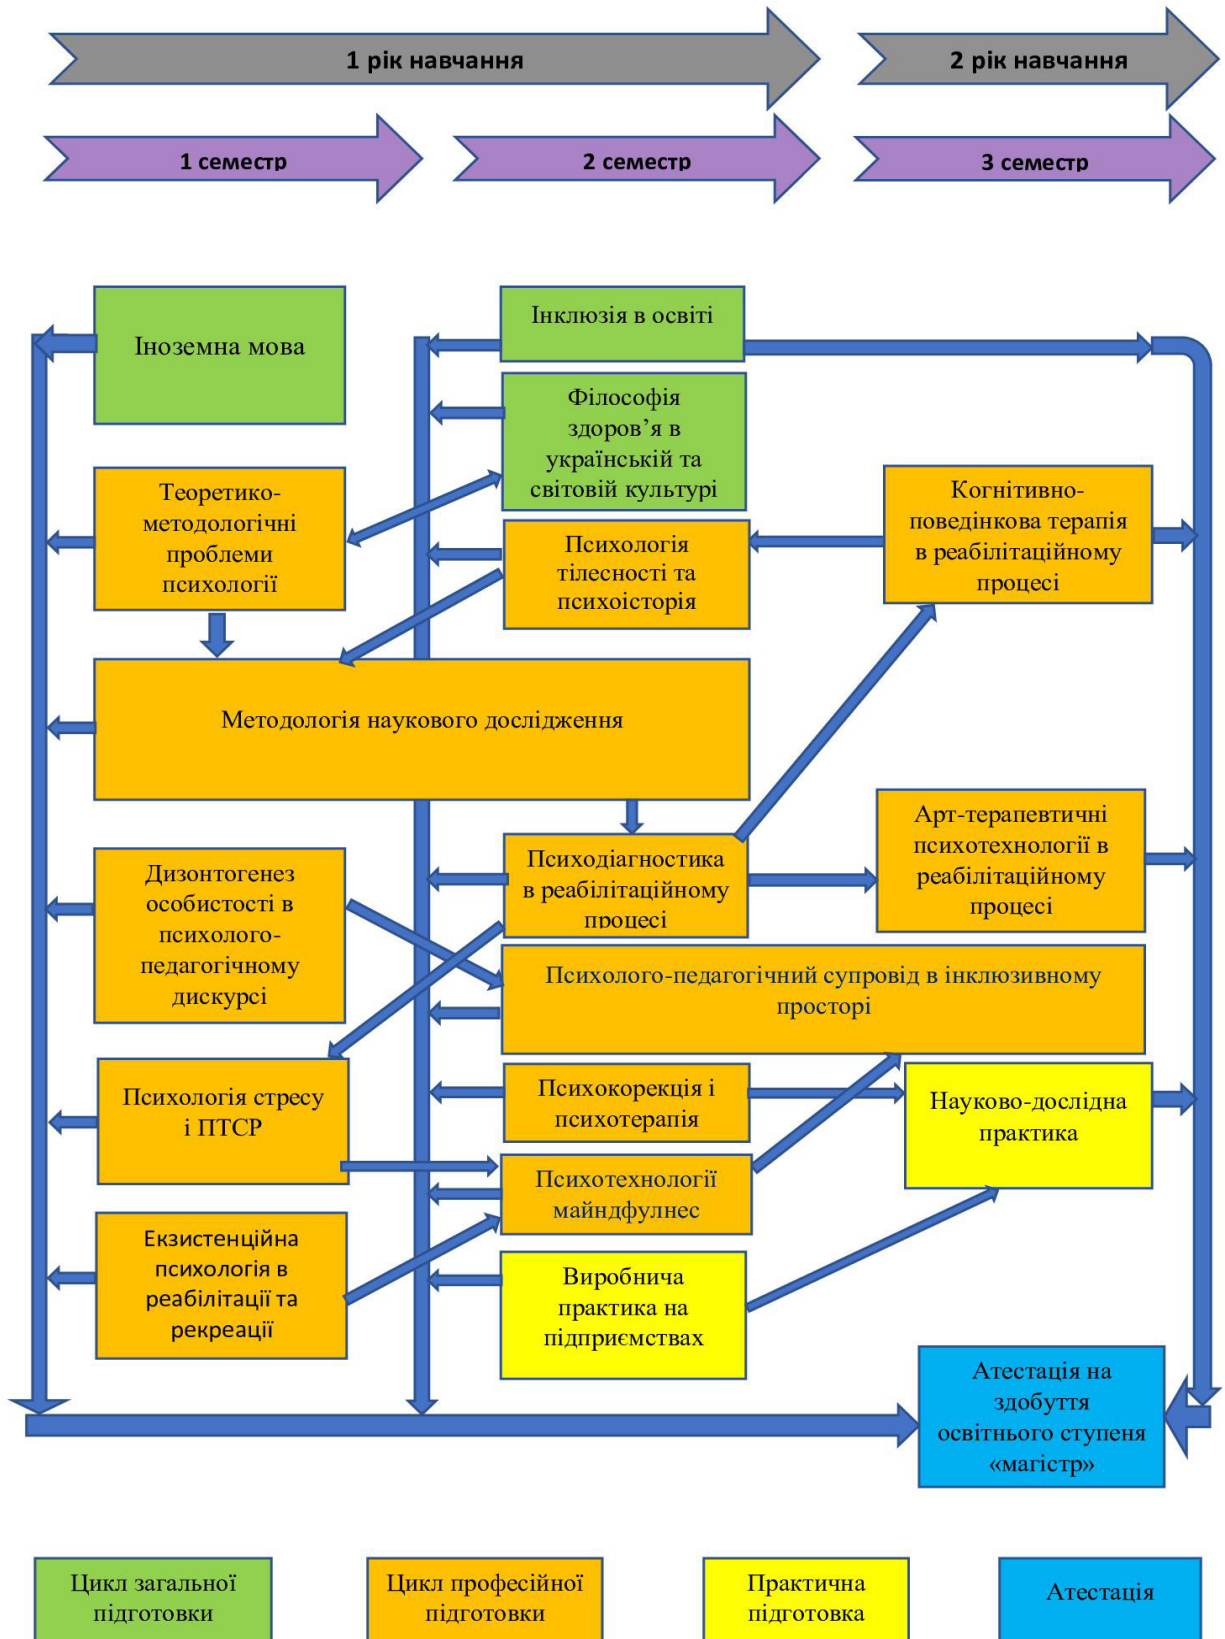 1 рік навчання
2 рік навчання
1 семестр
2 семестр
3 семестр
Іноземна мова
Інклюзія в освіті
Філософія
здоров’я в
українській та
світовій культурі
Теоретико-
методологічні
проблеми
психології
Психологія
тілесності та
психоісторія
Когнітивно-
поведінкова терапія
в реабілітаційному
процесі
Методологія наукового дослідження
Дизонтогенез
особистості в
психолого-
педагогічному
дискурсі
Психодіагностика
в реабілітаційному
процесі
Арт-терапевтичні
психотехнології в
реабілітаційному
процесі
Психолого-педагогічний супровід в інклюзивному
просторі
Психологія стресу
і ПТСР
Психокорекція і
психотерапія
Науково-дослідна
практика
Психотехнології
майндфулнес
Екзистенційна
психологія в
реабілітації та
рекреації
Виробнича
практика на
підприємствах
Атестація на
здобуття
освітнього ступеня
«магістр»
Цикл загальної
підготовки
Цикл професійної
підготовки
Практична
підготовка
Атестація